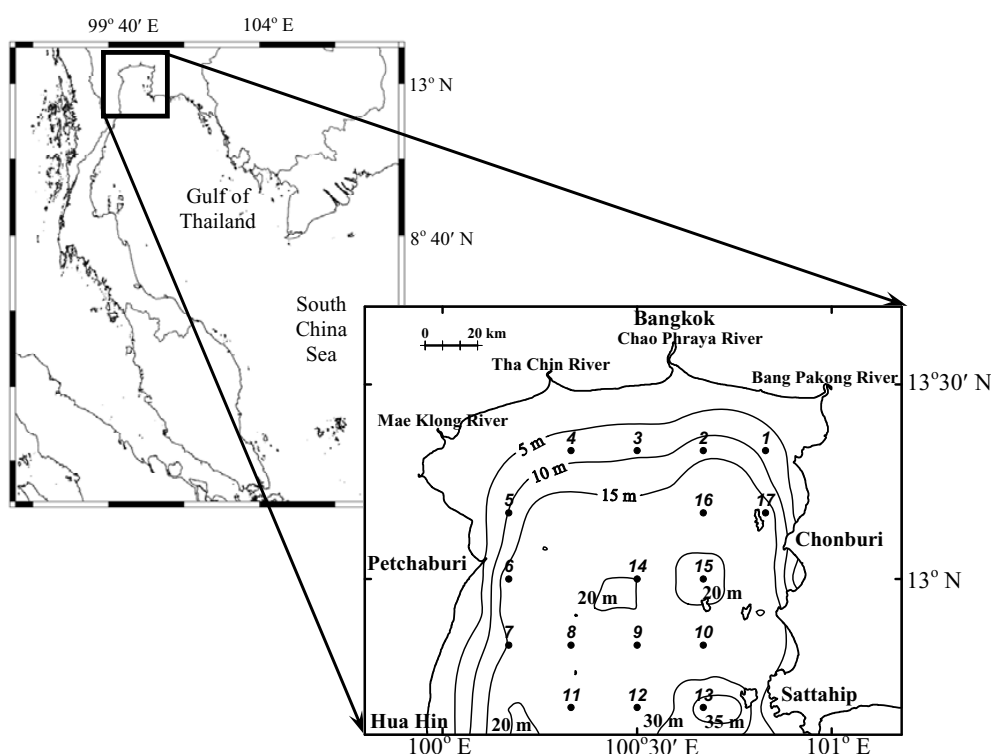 99° 40′ E
104° E
13° N
Gulf of
Thailand
8° 40′ N
South
China
Sea
0 20 km
Bangkok
Chao Phraya River
Tha Chin River
Bang Pakong River
13° 30′ N
Mae Klong River
5 m
4
3
2
1
10 m
15 m
5
16
17
Chonburi
Petchaburi
6
14
15
13° N
20 m
20 m
7
8
9
10
11
12
13
Sattahip
Hua Hin
20 m
30 m
35 m
100° E
100° 30′ E
101° E